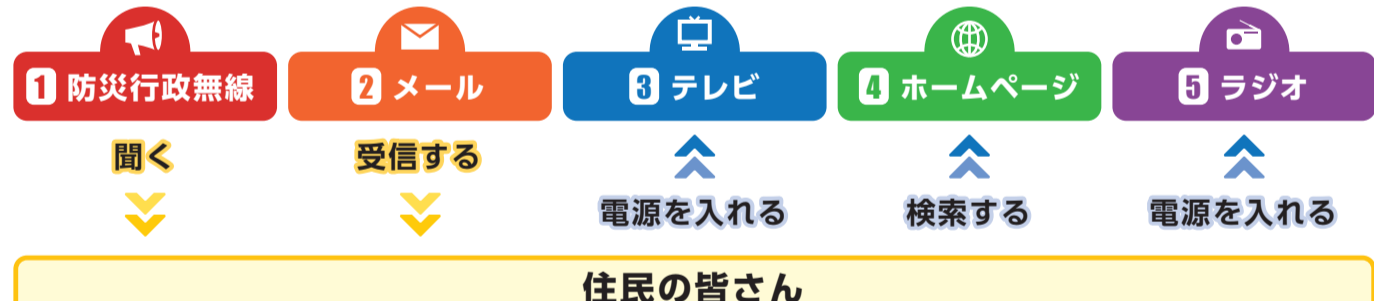 1 防災行政無線
2 メール
3 テレビ
4 ホームページ
5 ラジオ
聞く
受信する
電源を入れる
検索する
電源を入れる
住民の皆さん